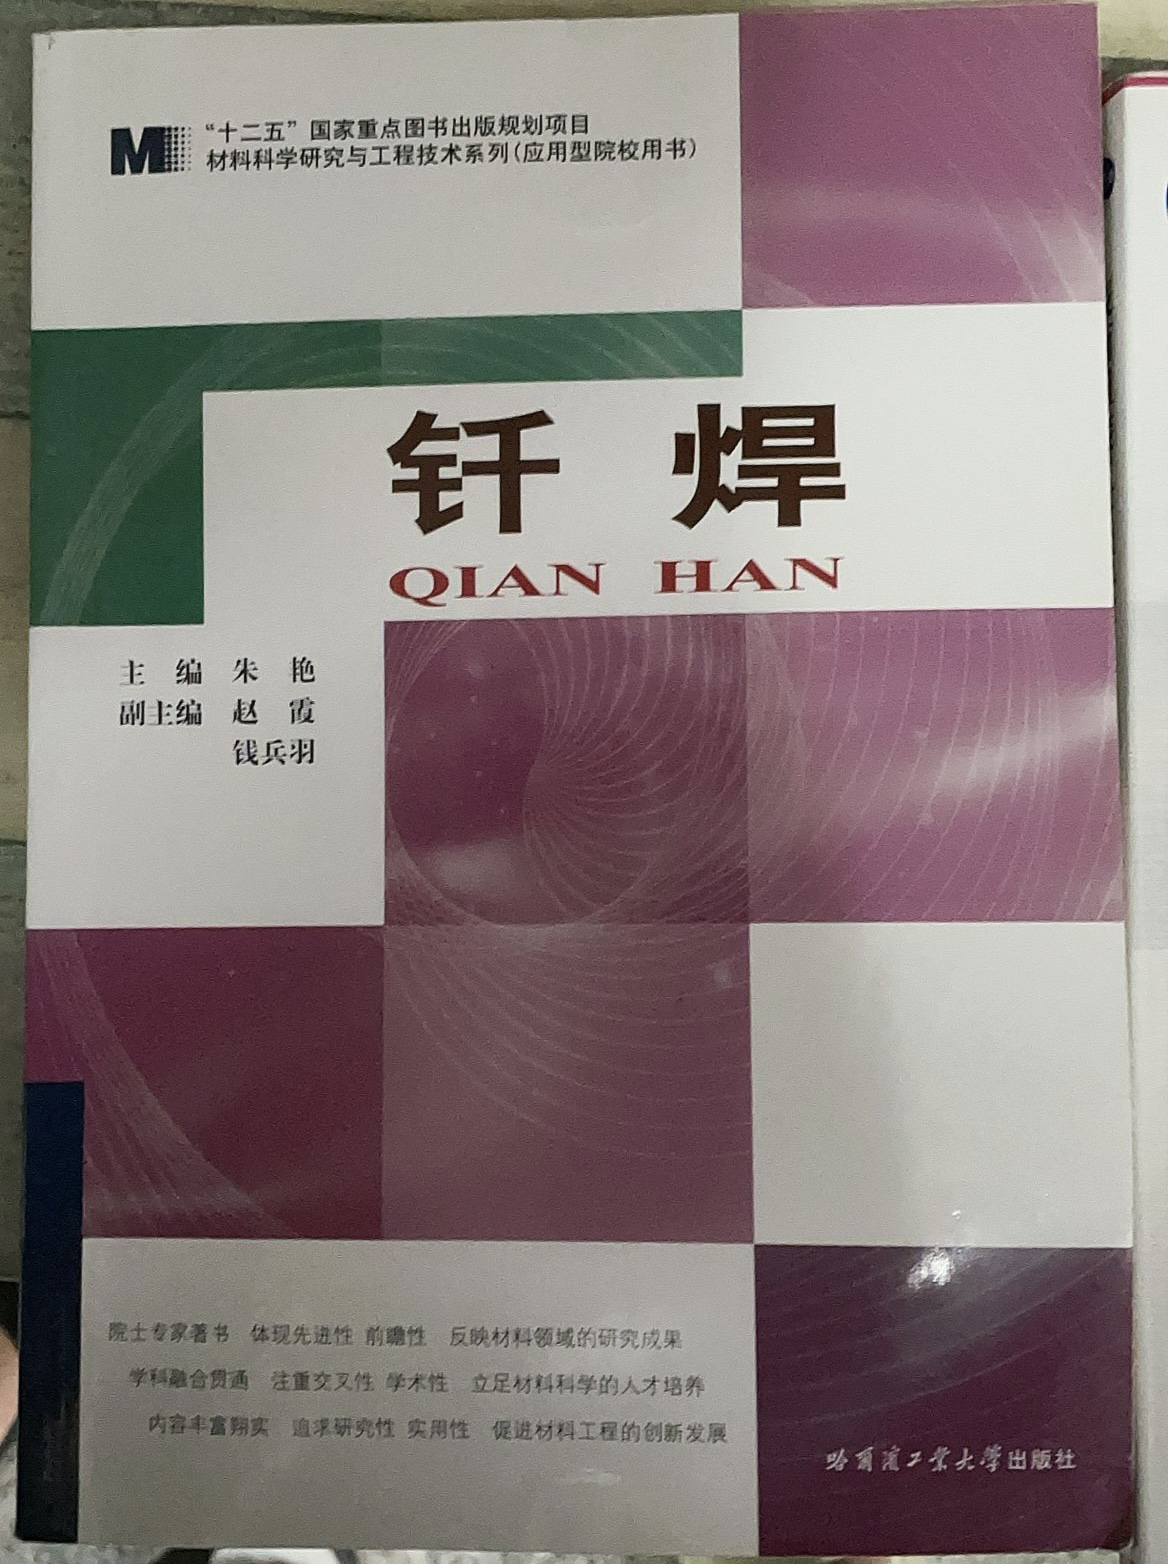 M
“十二五”国家重点图书出版规划项目
材料科学研究与工程技术系列(应用型院校用书)
钎 焊
QIAN HAN
主 编 朱 艳
副主编 赵 霞
钱兵羽
院士专家著书 体现先进性 前瞻性 反映材料领域的研究成果
学科融合贯通 注重交叉性 学术性 立足材料科学的人才培养
内容丰富翔实 追求研究性 实用性 促进材料工程的创新发展
哈尔滨工业大学出版社